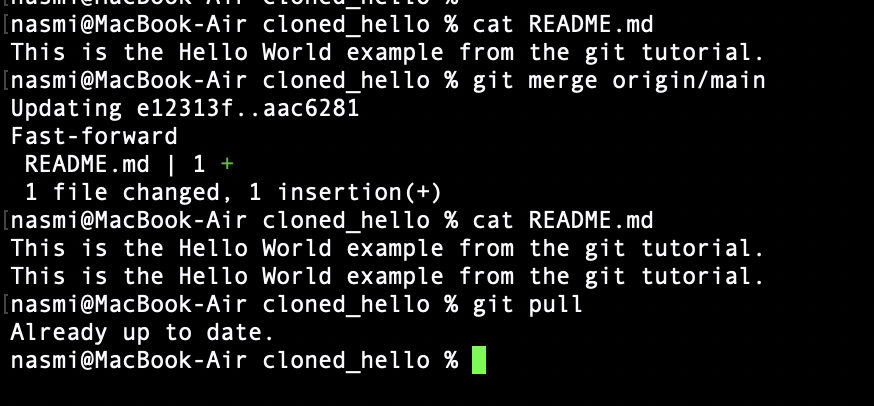 nasmi@MacBook-Air cloned_hello %
[nasmi@MacBook-Air cloned_hello % cat README.md
This is the Hello World example from the git tutorial.
[nasmi@MacBook-Air cloned_hello % git merge origin/main
Updating e12313f..aac6281
Fast-forward
 README.md | 1 +
 1 file changed, 1 insertion(+)
[nasmi@MacBook-Air cloned_hello % cat README.md
This is the Hello World example from the git tutorial.
This is the Hello World example from the git tutorial.
[nasmi@MacBook-Air cloned_hello % git pull
Already up to date.
nasmi@MacBook-Air cloned_hello %